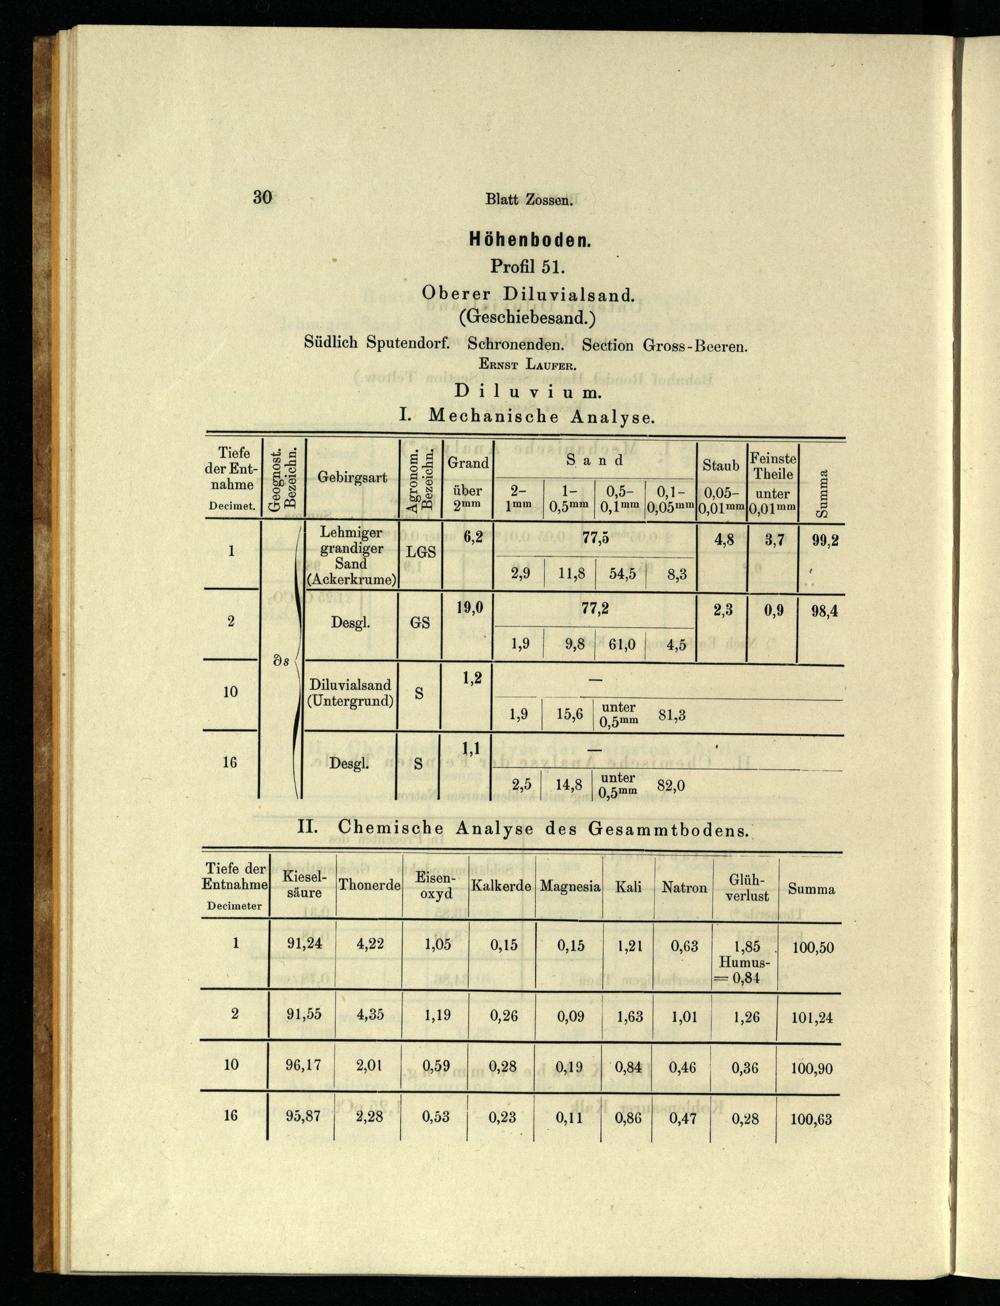 30 Blatt Zossen.
Höhenboden.
Profil 51.
Oberer Diluvialsand.
(Geschiebesand.)
Südlich Sputendorf. Schronenden. Section Gross-Beeren.
ERNST LAUFER.
Diluvium.
I. Mechanische Analyse.
Tiefe der Ent-nahme Decimet. Geognost. Bezeichn. Gebirgsart Agronom. Bezeichn. Grand über 2mm Sand 2-1mm 1-0,5mm 0,5-0,1mm 0,1-0,05mm Staub 0,05-0,01mm Feinste Theile unter 0,01mm Summa
1 ∂s Lehmiger grandiger Sand (Ackerkrume) LGS 6,2 77,5 4,8 3,7 99,2
2,9 11,8 54,5 8,3
2 Desgl. GS 19,0 77,2 2,3 0,9 98,4
1,9 9,8 61,0 4,5
10 Diluvialsand (Untergrund) S 1,2 —
1,9 15,6 unter 0,5mm 81,3
16 Desgl. S 1,1 —
2,5 14,8 unter 0,5mm 82,0
II. Chemische Analyse des Gesammtbodens.
Tiefe der Entnahme Decimeter Kiesel-säure Thonerde Eisen-oxyd Kalkerde Magnesia Kali Natron Glüh-verlust Summa
1 91,24 4,22 1,05 0,15 0,15 1,21 0,63 1,85 100,50
Humus-
= 0,84
2 91,55 4,35 1,19 0,26 0,09 1,63 1,01 1,26 101,24
10 96,17 2,01 0,59 0,28 0,19 0,84 0,46 0,36 100,90
16 95,87 2,28 0,53 0,23 0,11 0,86 0,47 0,28 100,63